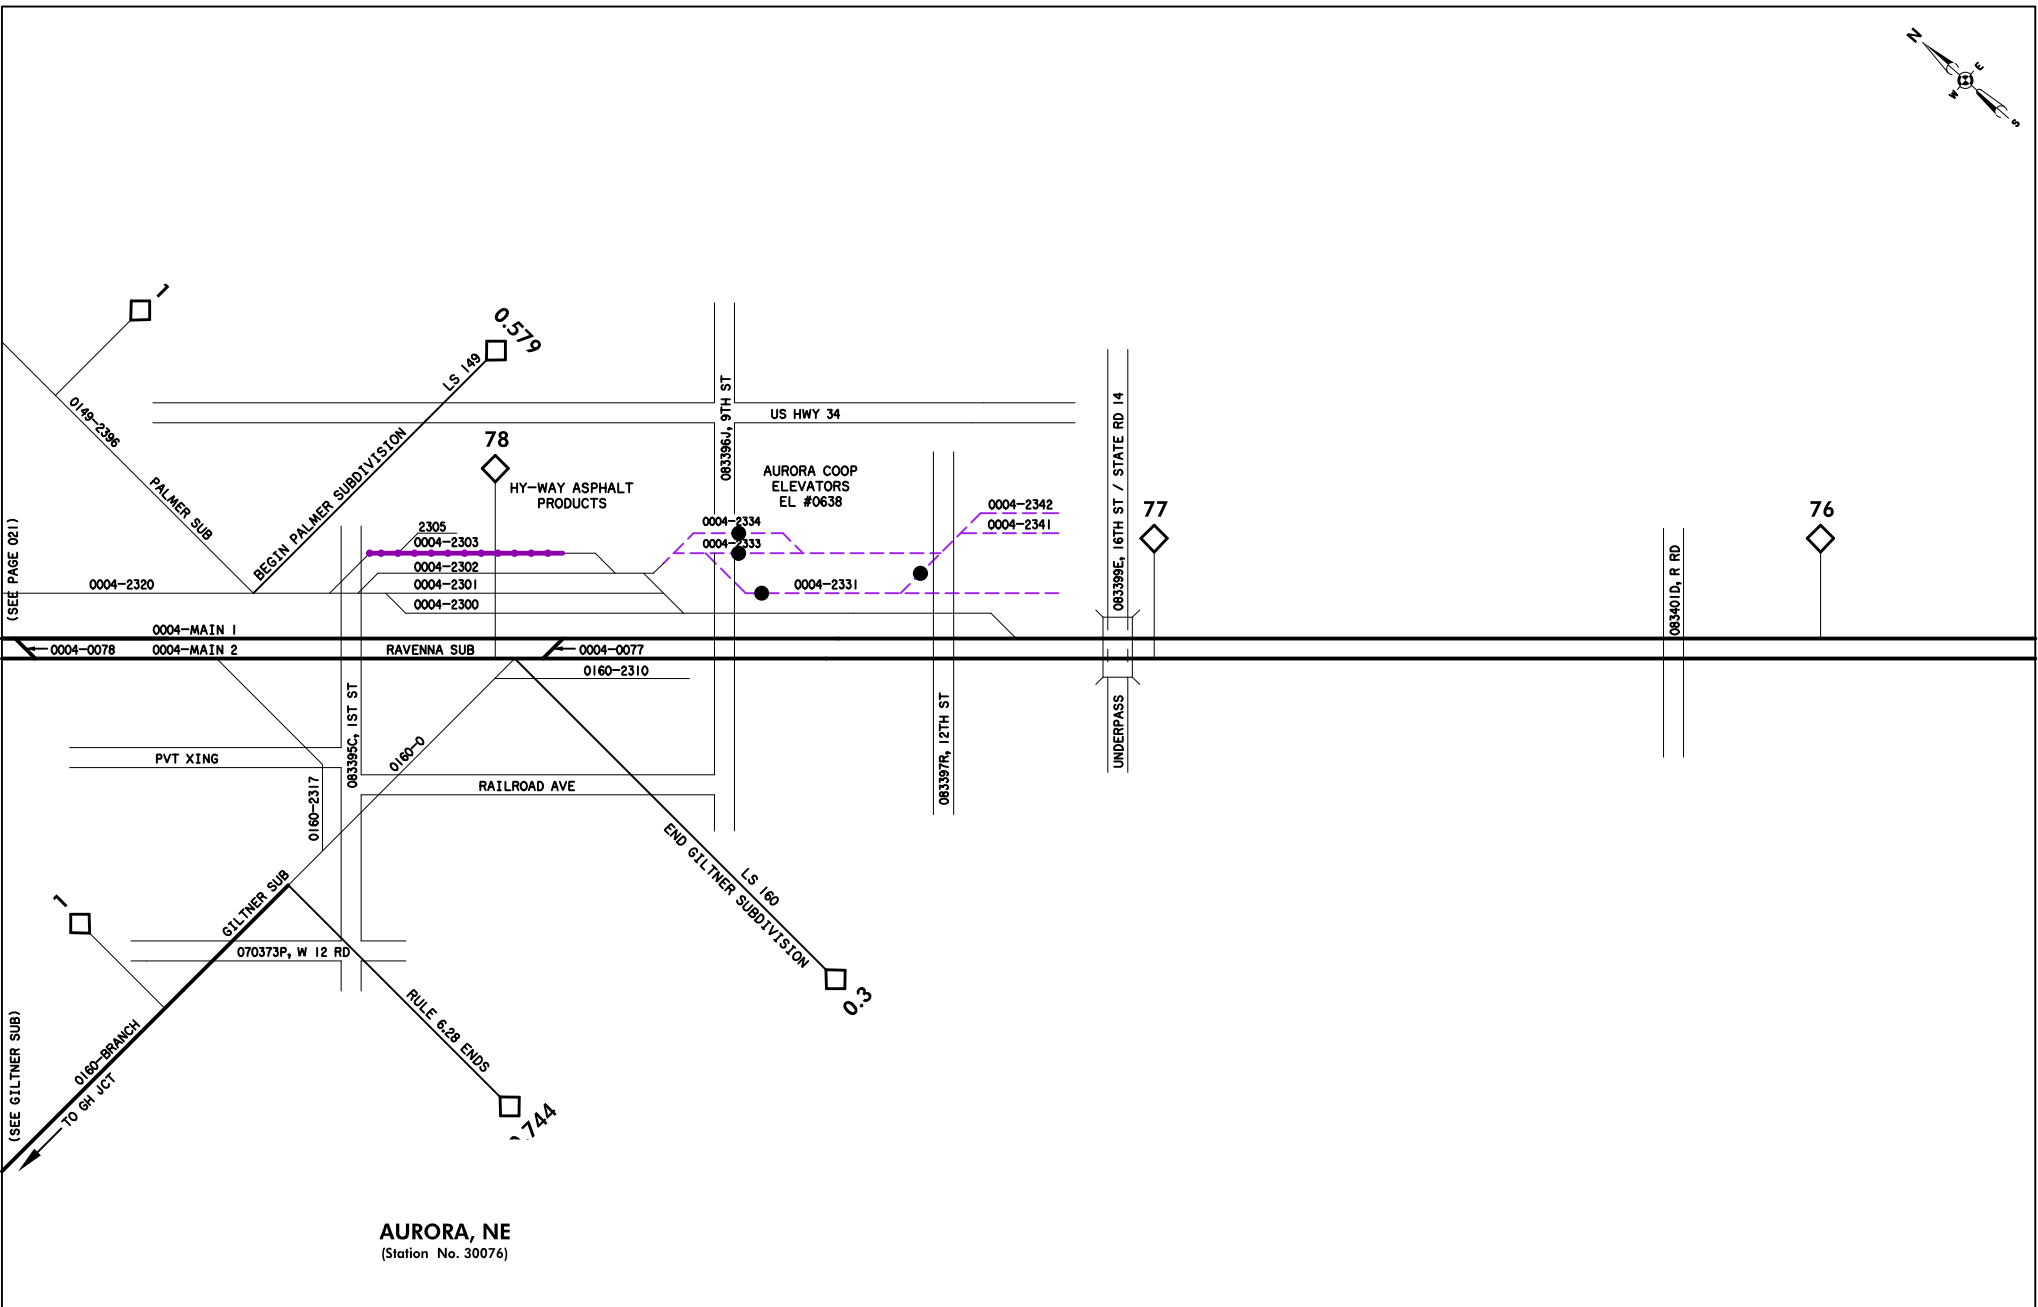 N
E
W
S
1
0.579
LS 149
0149-2396
BEGIN PALMER SUBDIVISION
PALMER SUB
US HWY 34
083396J, 9TH ST
083399E, 16TH ST / STATE RD 14
78
HY-WAY ASPHALT
PRODUCTS
AURORA COOP
ELEVATORS
EL #0638
77
76
(SEE PAGE 021)
2305
0004-2303
0004-2302
0004-2301
0004-2300
0004-2320
0004-2334
0004-2333
0004-2331
0004-2342
0004-2341
083401D, R RD
0004-MAIN 1
0004-0078
0004-MAIN 2
RAVENNA SUB
0004-0077
0160-2310
083395C, 1ST ST
083397R, 12TH ST
UNDERPASS
PVT XING
0160-0
RAILROAD AVE
0160-2317
END GILTNER SUBDIVISION
LS 160
0.3
GILTNER SUB
1
070373P, W 12 RD
RULE 6.28 ENDS
.744
0160-BRANCH
TO GH JCT
(SEE GILTNER SUB)
AURORA, NE
(Station No. 30076)